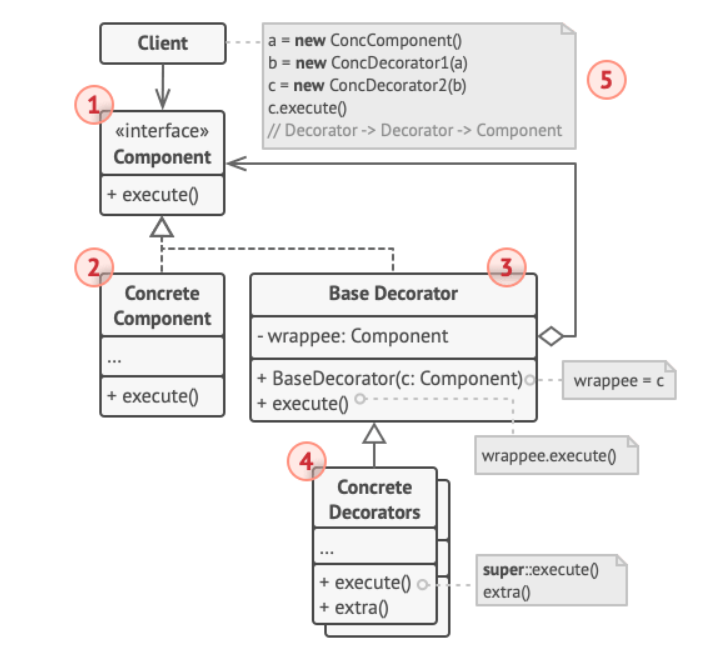 Client
a = new ConcComponent()
b = new ConcDecorator1(a)
c = new ConcDecorator2(b)
c.execute()
// Decorator -> Decorator -> Component
5
1
«interface»
Component
+ execute()
2
Concrete
Component
...
+ execute()
3
Base Decorator
- wrappee: Component
+ BaseDecorator(c: Component)
+ execute()
wrappee = c
wrappee.execute()
4
Concrete
Decorators
...
+ execute()
+ extra()
super::execute()
extra()